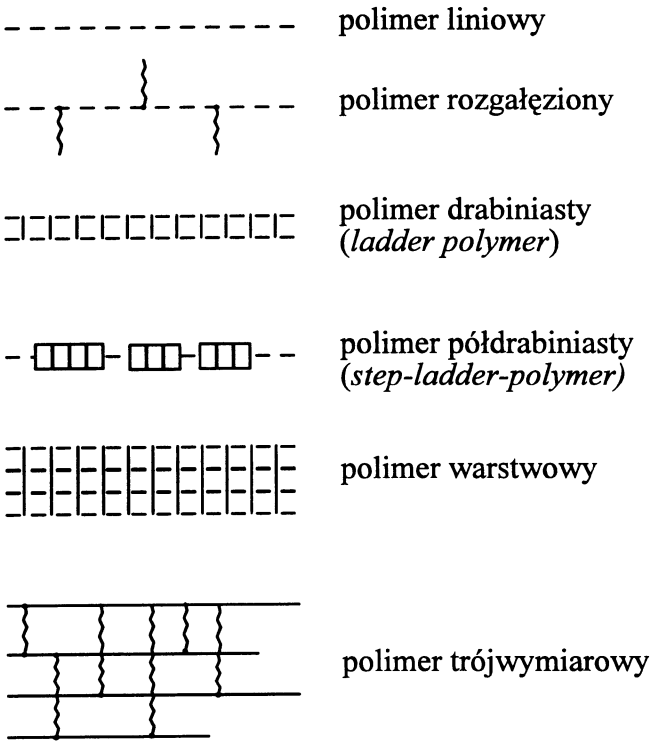 polimer liniowy
polimer rozgałęziony
polimer drabiniasty
(ladder polymer)
polimer półdrabiniasty
(step-ladder-polymer)
polimer warstwowy
polimer trójwymiarowy